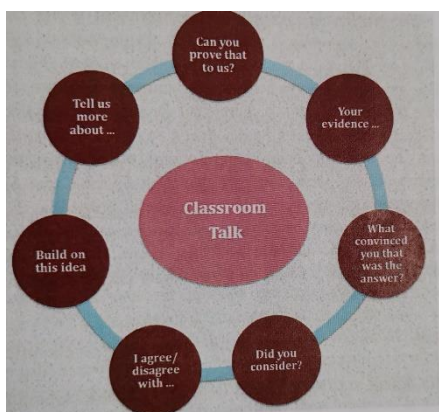 Can you
prove that
to us?
Your
evidence ...
What
convinced
you that
was the
answer?
Did you
consider?
I agree/
disagree
with ...
Build on
this idea
Tell us
more
about ...
Classroom
Talk